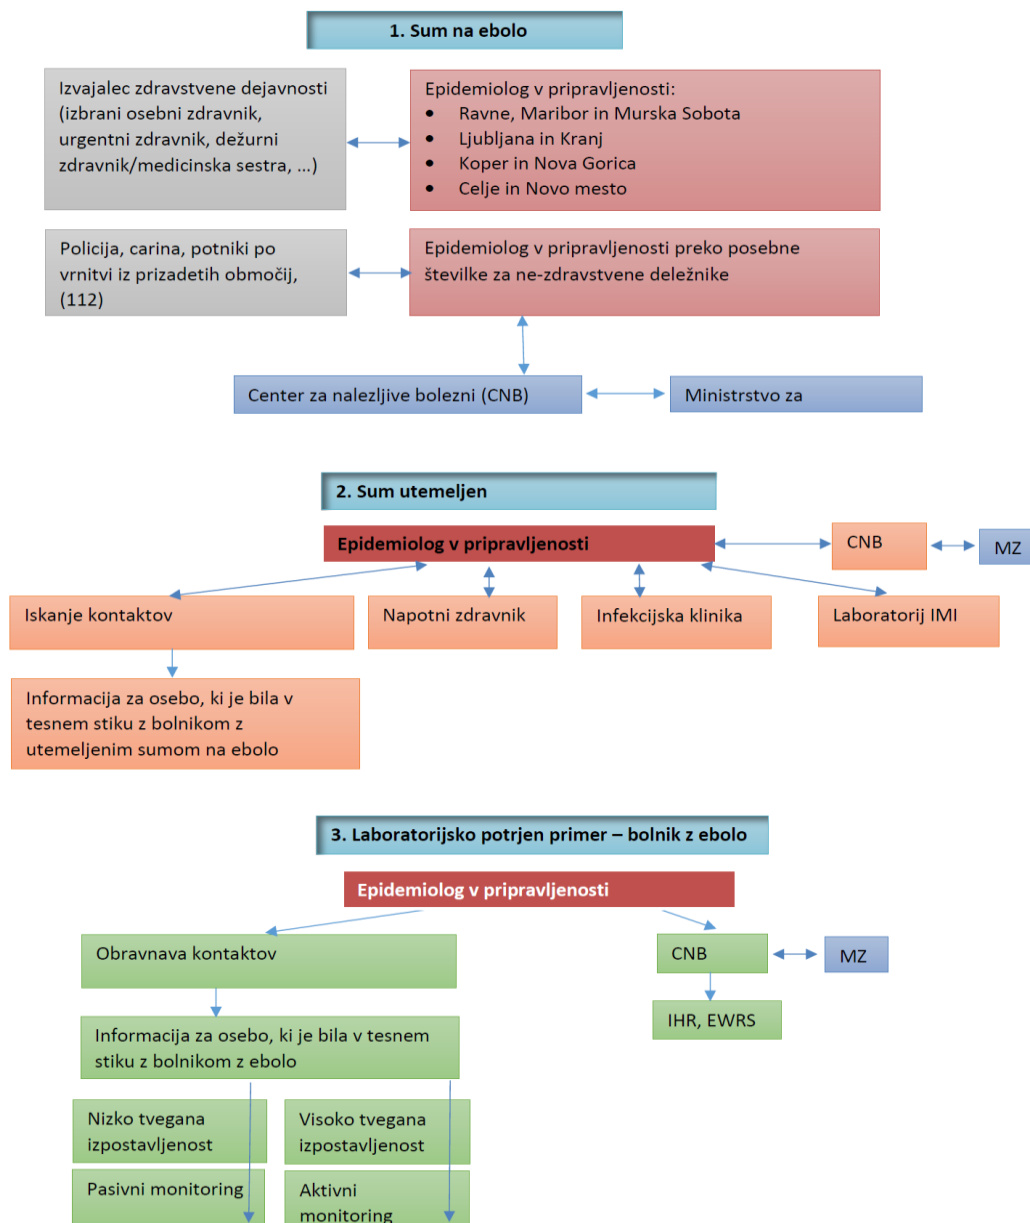 1. Sum na ebolo
Izvajalec zdravstvene dejavnosti
(izbrani osebni zdravnik,
urgentni zdravnik, dežurni
zdravnik/medicinska sestra, ...)
Epidemiolog v pripravljenosti:
• Ravne, Maribor in Murska Sobota
• Ljubljana in Kranj
• Koper in Nova Gorica
• Celje in Novo mesto
Policija, carina, potniki po
vrnitvi iz prizadetih območij,
(112)
Epidemiolog v pripravljenosti preko posebne
številke za ne-zdravstvene deležnike
Center za nalezljive bolezni (CNB)
Ministrstvo za
2. Sum utemeljen
Epidemiolog v pripravljenosti
CNB
MZ
Iskanje kontaktov
Napotni zdravnik
Infekcijska klinika
Laboratorij IMI
Informacija za osebo, ki je bila v
tesnem stiku z bolnikom z
utemeljenim sumom na ebolo
3. Laboratorijsko potrjen primer – bolnik z ebolo
Epidemiolog v pripravljenosti
Obravnava kontaktov
CNB
MZ
IHR, EWRS
Informacija za osebo, ki je bila v tesnem
stiku z bolnikom z ebolo
Nizko tvegana
izpostavljenost
Visoko tvegana
izpostavljenost
Pasivni monitoring
Aktivni
monitoring